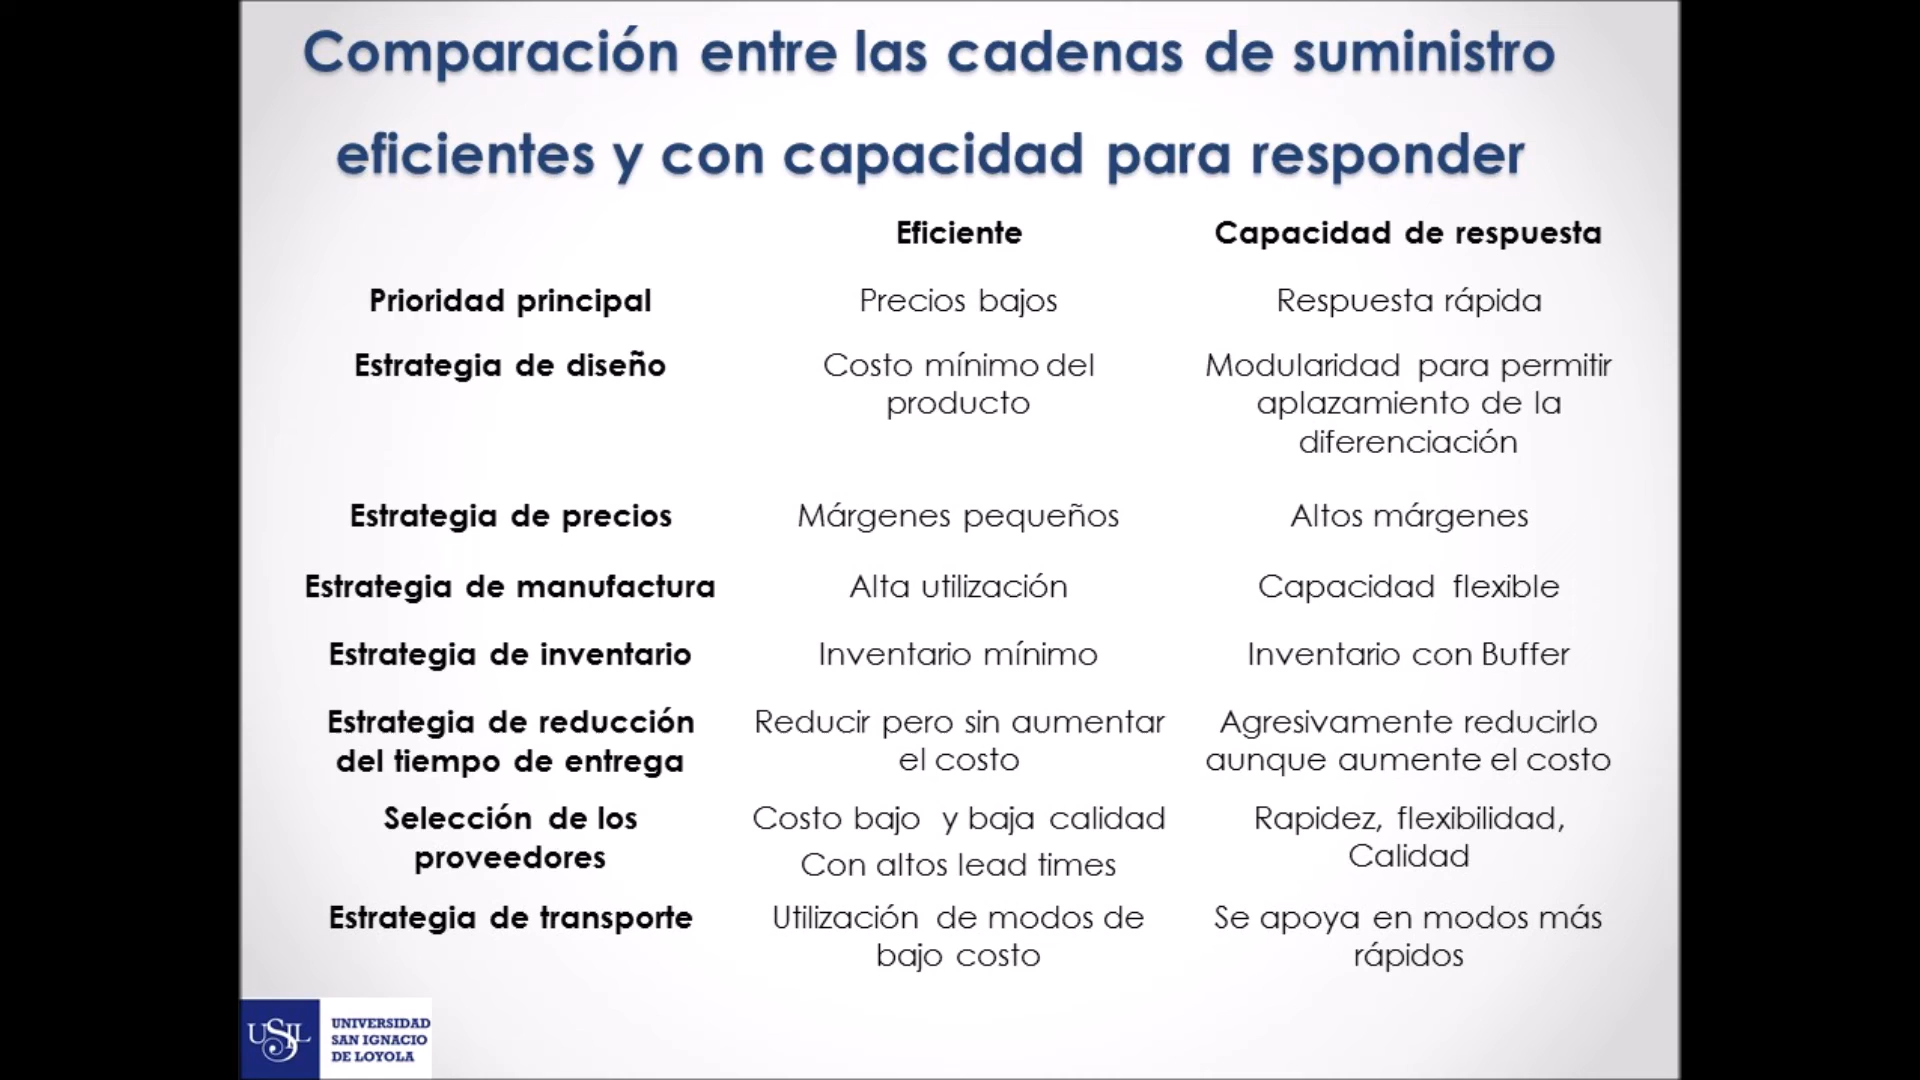 Comparación entre las cadenas de suministro
eficientes y con capacidad para responder
Eficiente Capacidad de respuesta
Prioridad principal Precios bajos Respuesta rápida
Estrategia de diseño Costo mínimo del Modularidad para permitir
producto aplazamiento de la
diferenciación
Estrategia de precios Márgenes pequeños Altos márgenes
Estrategia de manufactura Alta utilización Capacidad flexible
Estrategia de inventario Inventario mínimo Inventario con Buffer
Estrategia de reducción Reducir pero sin aumentar Agresivamente reducirlo
del tiempo de entrega el costo aunque aumente el costo
Selección de los Costo bajo y baja calidad Rapidez, flexibilidad,
proveedores Con altos lead times Calidad
Estrategia de transporte Utilización de modos de Se apoya en modos más
bajo costo rápidos
USIL UNIVERSIDAD
SAN IGNACIO
DE LOYOLA